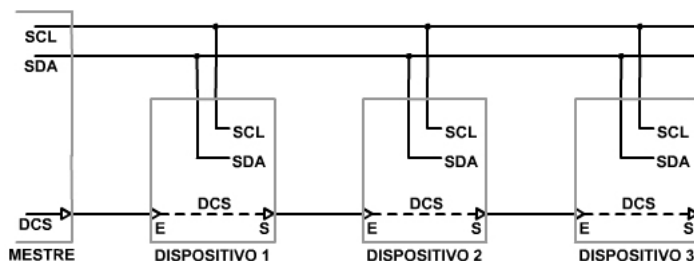 SCL
SDA
SCL SCL SCL
SDA SDA SDA
DCS DCS DCS
DCS E S E S E S
MESTRE DISPOSITIVO 1 DISPOSITIVO 2 DISPOSITIVO 3